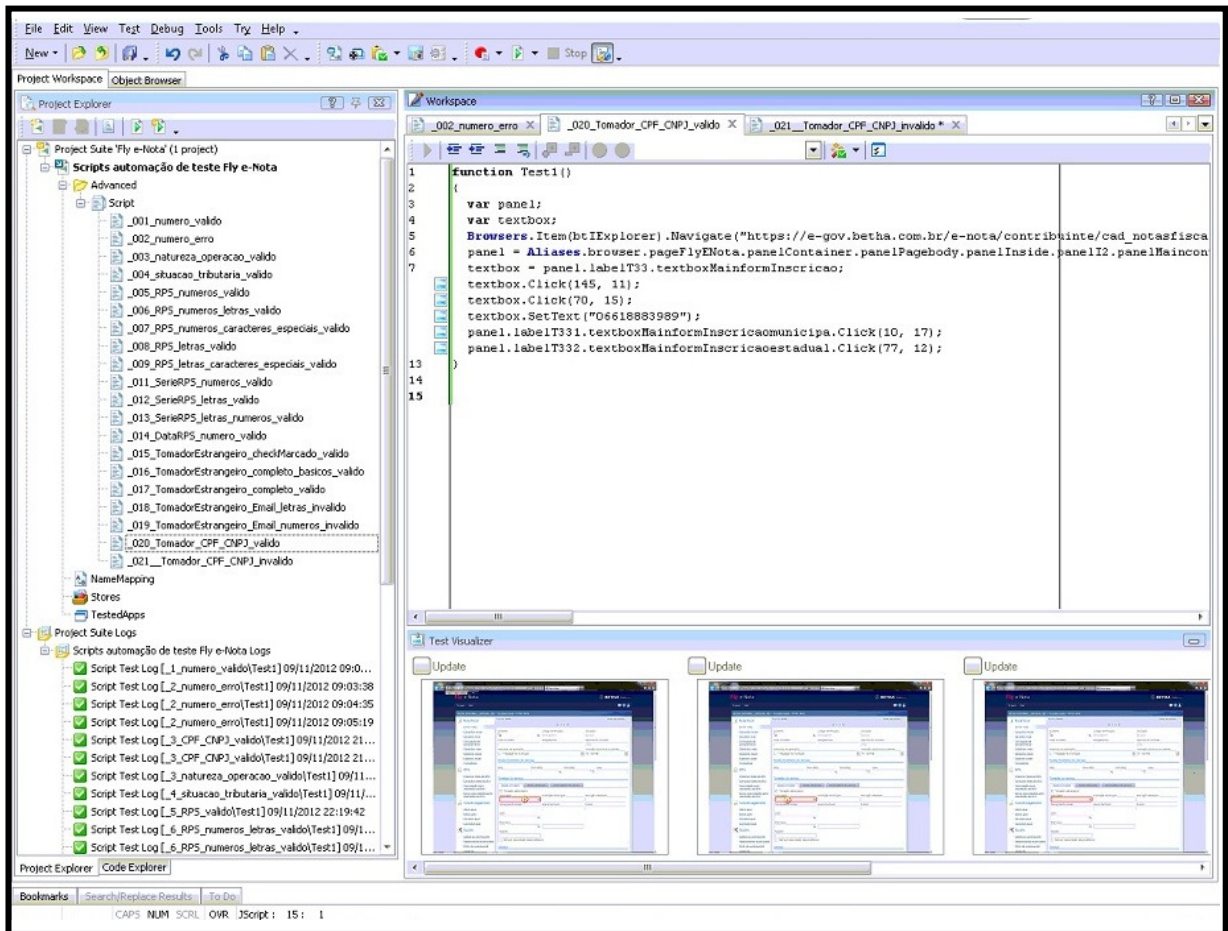 File Edit View Test Debug Tools Try Help
New Stop
Project Workspace Object Browser
Project Explorer
Project Suite 'Fly e-Nota' (1 project)
Scripts automação de teste Fly e-Nota
Advanced
Script
_001_numero_valido
_002_numero_erro
_003_natureza_operacao_valido
_004_situacao_tributaria_valido
_005_RPS_numeros_valido
_006_RPS_numeros_letras_valido
_007_RPS_numeros_caracteres_especiais_valido
_008_RPS_letras_valido
_009_RPS_letras_caracteres_especiais_valido
_011_SerieRPS_numeros_valido
_012_SerieRPS_letras_valido
_013_SerieRPS_letras_numeros_valido
_014_DataRPS_numero_valido
_015_TomadorEstrangeiro_checkMarcado_valido
_016_TomadorEstrangeiro_completo_basicos_valido
_017_TomadorEstrangeiro_completo_valido
_018_TomadorEstrangeiro_Email_letras_invalido
_019_TomadorEstrangeiro_Email_numeros_invalido
_020_Tomador_CPF_CNPJ_valido
_021__Tomador_CPF_CNPJ_invalido
NameMapping
Stores
TestedApps
Project Suite Logs
Scripts automação de teste Fly e-Nota Logs
Script Test Log [_1_numero_valido\Test1] 09/11/2012 09:0...
Script Test Log [_2_numero_erro\Test1] 09/11/2012 09:03:38
Script Test Log [_2_numero_erro\Test1] 09/11/2012 09:04:35
Script Test Log [_2_numero_erro\Test1] 09/11/2012 09:05:19
Script Test Log [_3_CPF_CNPJ_valido\Test1] 09/11/2012 21...
Script Test Log [_3_CPF_CNPJ_valido\Test1] 09/11/2012 21...
Script Test Log [_3_natureza_operacao_valido\Test1] 09/11...
Script Test Log [_4_situacao_tributaria_valido\Test1] 09/11/...
Script Test Log [_5_RPS_valido\Test1] 09/11/2012 22:19:42
Script Test Log [_6_RPS_numeros_letras_valido\Test1] 09/1...
Script Test Log [_6_RPS_numeros_letras_valido\Test1] 09/1...
Project Explorer Code Explorer
Workspace
_002_numero_erro _020_Tomador_CPF_CNPJ_valido _021__Tomador_CPF_CNPJ_invalido *
1 function Test1()
2 {
3 var panel;
4 var textbox;
5 Browsers.Item(btIExplorer).Navigate("https://e-gov.betha.com.br/e-nota/contribuinte/cad_notasfisca
6 panel = Aliases.browser.pageFlyENota.panelContainer.panelPagebody.panelInside.panelI2.panelMaincon
7 textbox = panel.labelT33.textboxMainformInscricao;
textbox.Click(145, 11);
textbox.Click(70, 15);
textbox.SetText("06618883989");
panel.labelT331.textboxMainformInscricaomunicipa.Click(10, 17);
panel.labelT332.textboxMainformInscricaoestadual.Click(77, 12);
13 }
14
15
Test Visualizer
Update Update Update
Bookmarks Search/Replace Results To Do
CAPS NUM SCRL OVR JScript : 15: 1